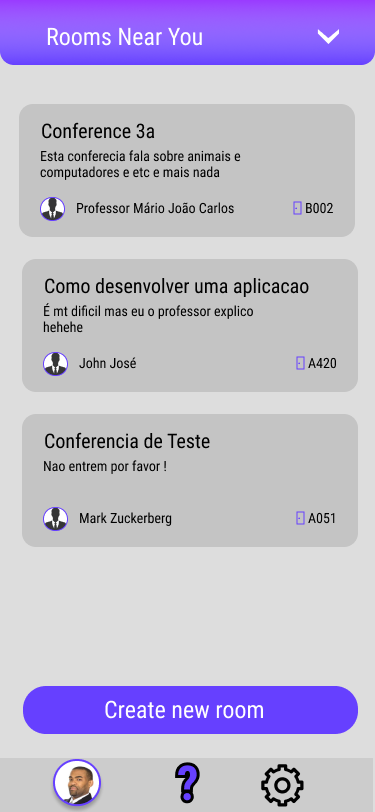 Rooms Near You
Conference 3a
Esta conferecia fala sobre animais e
computadores e etc e mais nada
Professor Mário João Carlos
B002
Como desenvolver uma aplicacao
É mt dificil mas eu o professor explico
hehehe
John José
A420
Conferencia de Teste
Nao entrem por favor !
Mark Zuckerberg
A051
Create new room
?